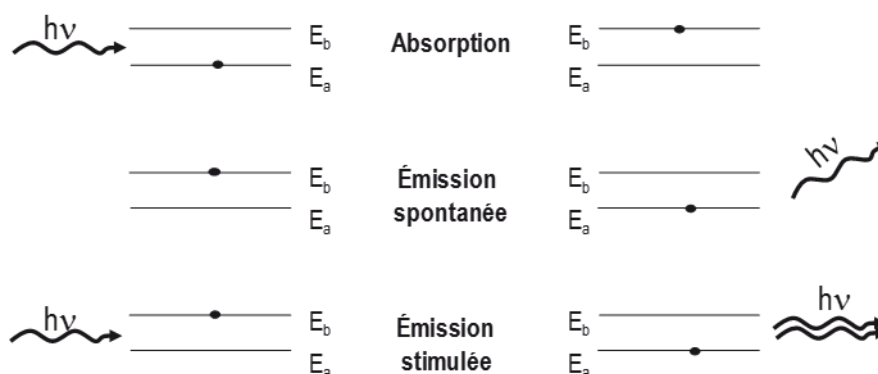 hν
E_b
Absorption
E_b
E_a
E_a
hν
E_b
Émission
E_b
E_a
spontanée
E_a
hν
hν
E_b
Émission
E_b
E_a
stimulée
E_a